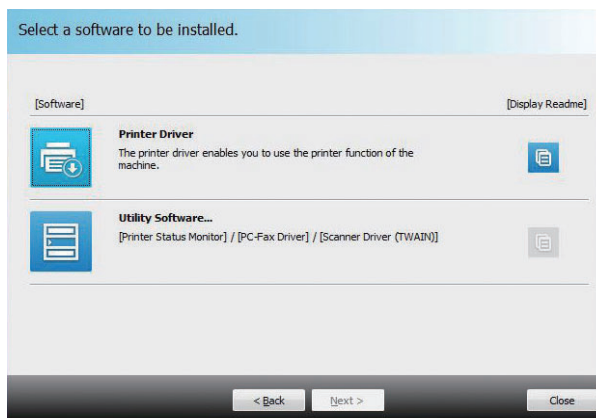 Select a software to be installed.
[Software] [Display Readme]
Printer Driver
The printer driver enables you to use the printer function of the
machine.
Utility Software...
[Printer Status Monitor] / [PC-Fax Driver] / [Scanner Driver (TWAIN)]
< Back Next > Close